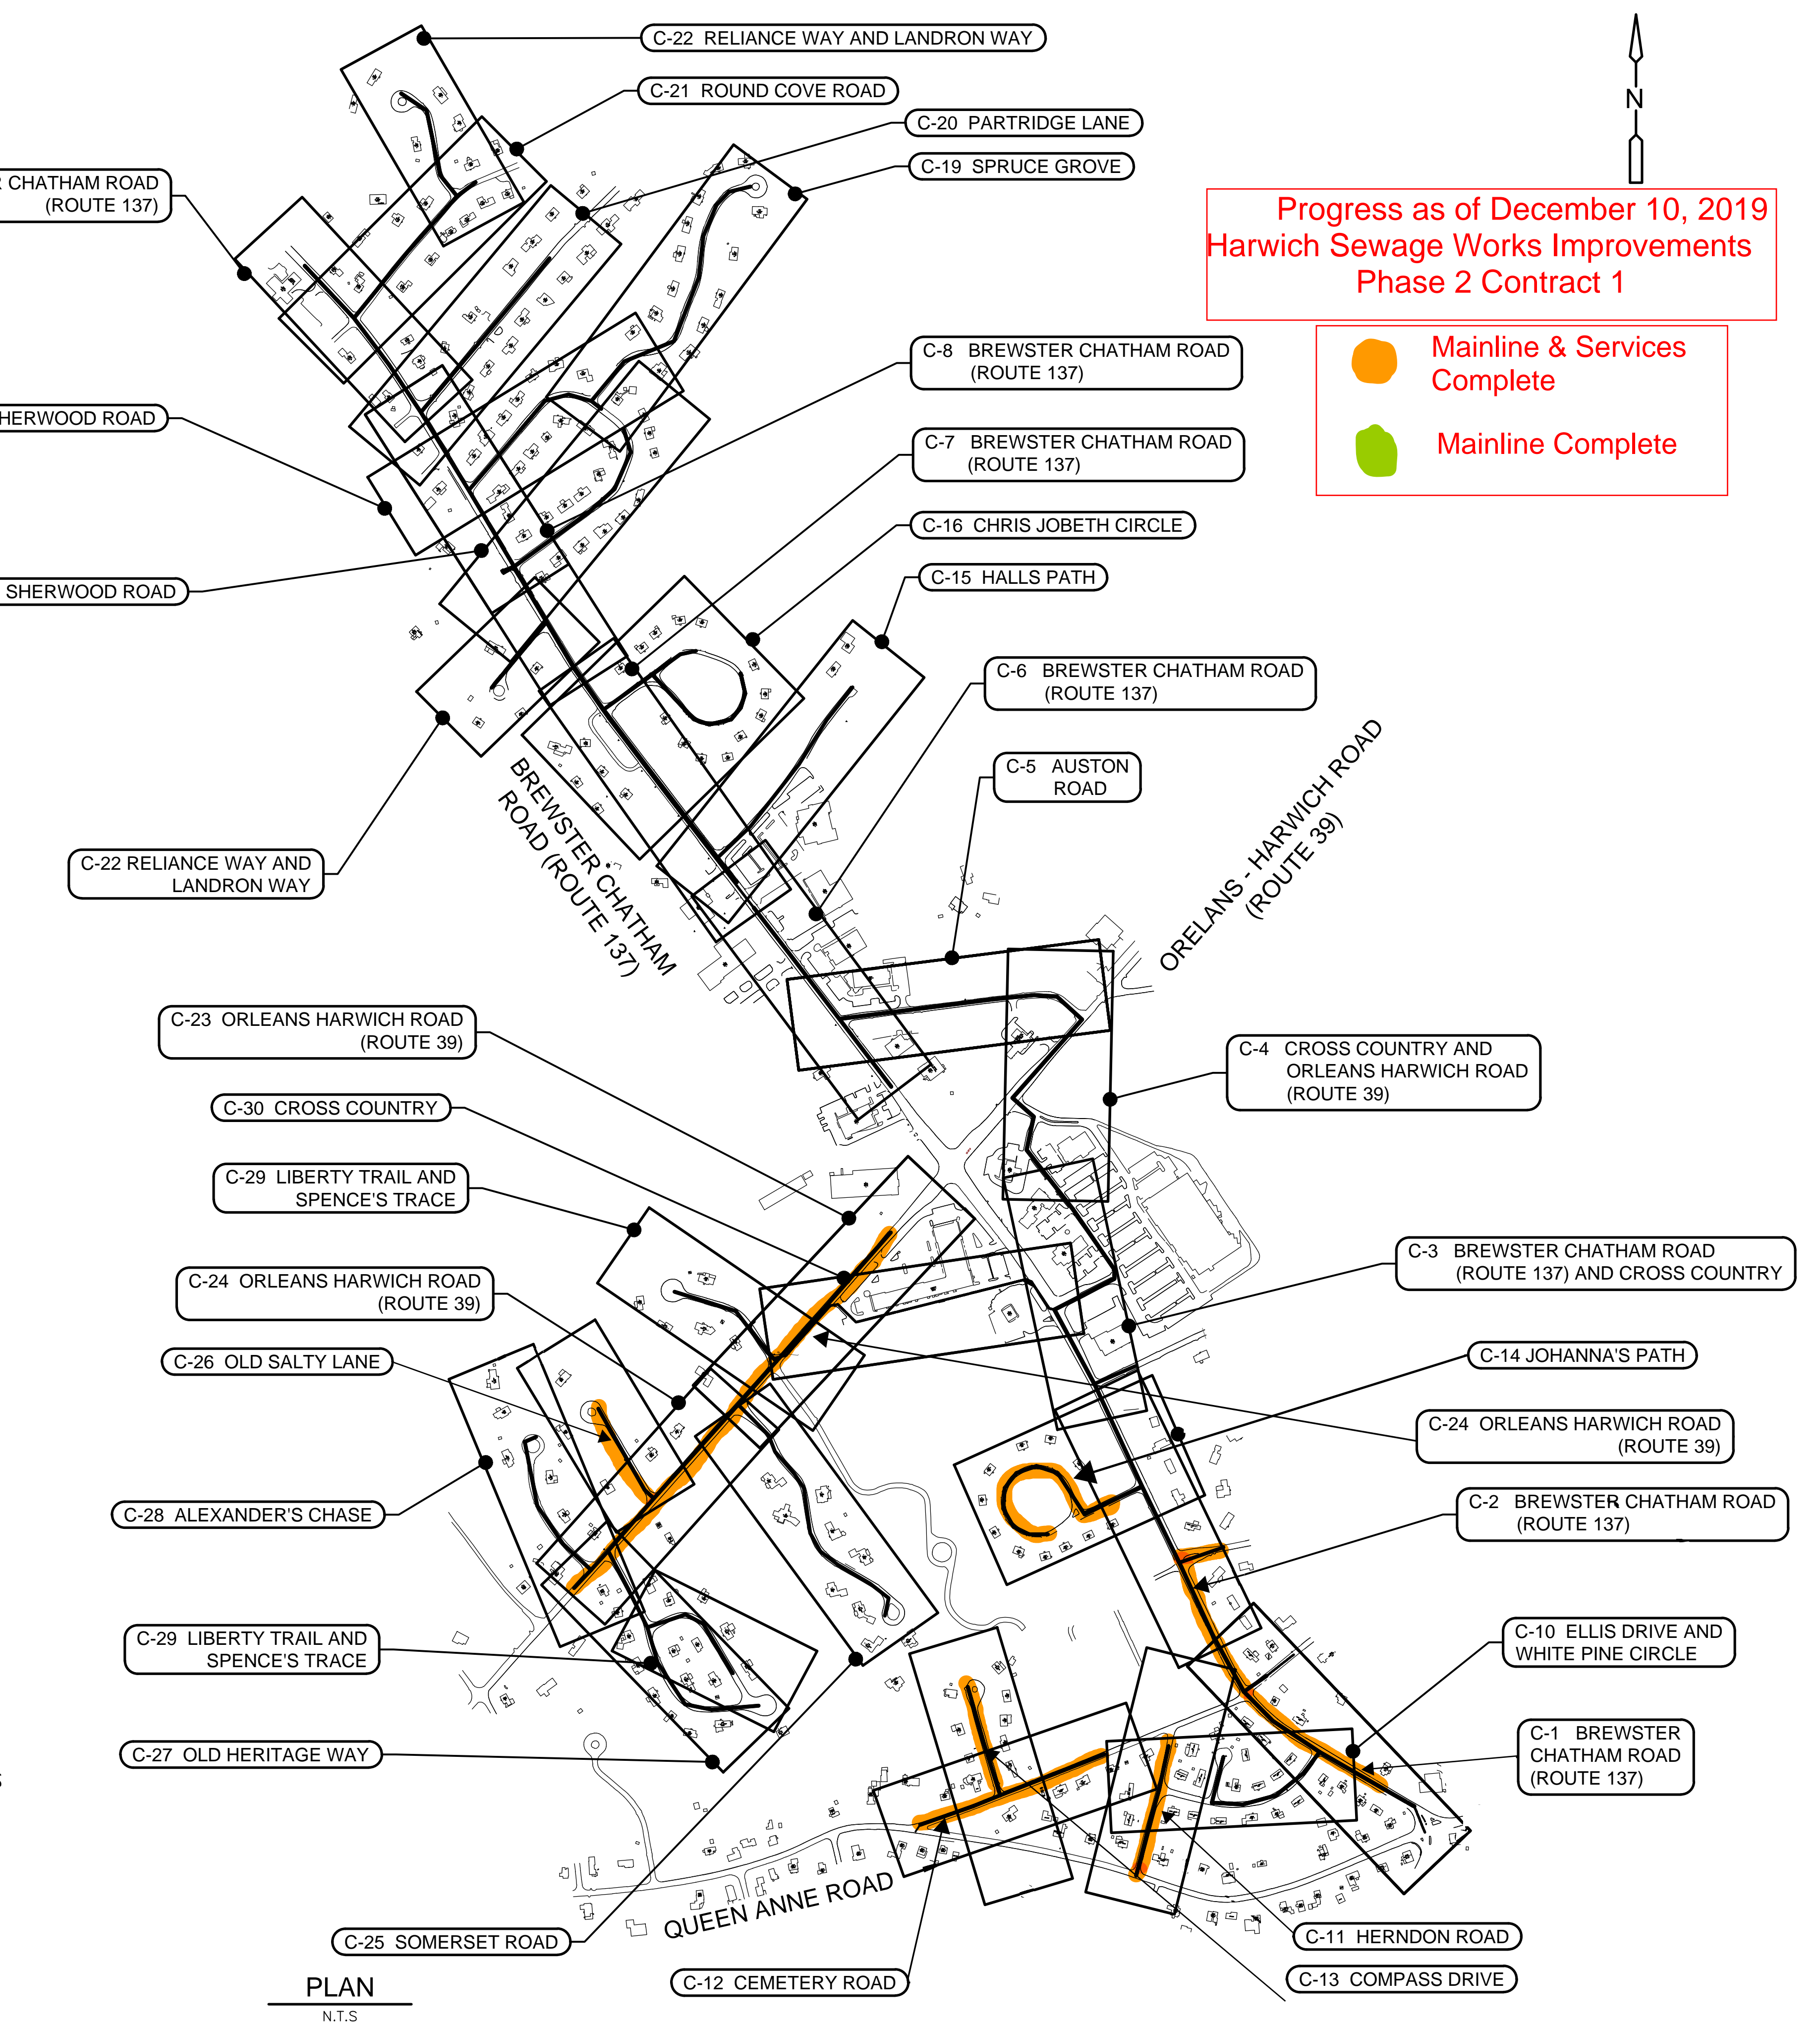 C-22 RELIANCE WAY AND LANDRON WAY
C-21 ROUND COVE ROAD
C-20 PARTRIDGE LANE
C-19 SPRUCE GROVE
CHATHAM ROAD
(ROUTE 137)
N
Progress as of December 10, 2019
Harwich Sewage Works Improvements
Phase 2 Contract 1
Mainline & Services
Complete
Mainline Complete
C-8 BREWSTER CHATHAM ROAD
(ROUTE 137)
HERWOOD ROAD
C-7 BREWSTER CHATHAM ROAD
(ROUTE 137)
C-16 CHRIS JOBETH CIRCLE
C-15 HALLS PATH
SHERWOOD ROAD
C-6 BREWSTER CHATHAM ROAD
(ROUTE 137)
C-5 AUSTON
ROAD
BREWSTER CHATHAM
ROAD (ROUTE 137)
ORELANS - HARWICH ROAD
(ROUTE 39)
C-22 RELIANCE WAY AND
LANDRON WAY
C-23 ORLEANS HARWICH ROAD
(ROUTE 39)
C-4 CROSS COUNTRY AND
ORLEANS HARWICH ROAD
(ROUTE 39)
C-30 CROSS COUNTRY
C-29 LIBERTY TRAIL AND
SPENCE'S TRACE
C-3 BREWSTER CHATHAM ROAD
(ROUTE 137) AND CROSS COUNTRY
C-24 ORLEANS HARWICH ROAD
(ROUTE 39)
C-26 OLD SALTY LANE
C-14 JOHANNA'S PATH
C-24 ORLEANS HARWICH ROAD
(ROUTE 39)
C-28 ALEXANDER'S CHASE
C-2 BREWSTER CHATHAM ROAD
(ROUTE 137)
C-29 LIBERTY TRAIL AND
SPENCE'S TRACE
C-10 ELLIS DRIVE AND
WHITE PINE CIRCLE
C-27 OLD HERITAGE WAY
C-1 BREWSTER
CHATHAM ROAD
(ROUTE 137)
QUEEN ANNE ROAD
C-25 SOMERSET ROAD
C-11 HERNDON ROAD
C-12 CEMETERY ROAD
C-13 COMPASS DRIVE
PLAN
N.T.S